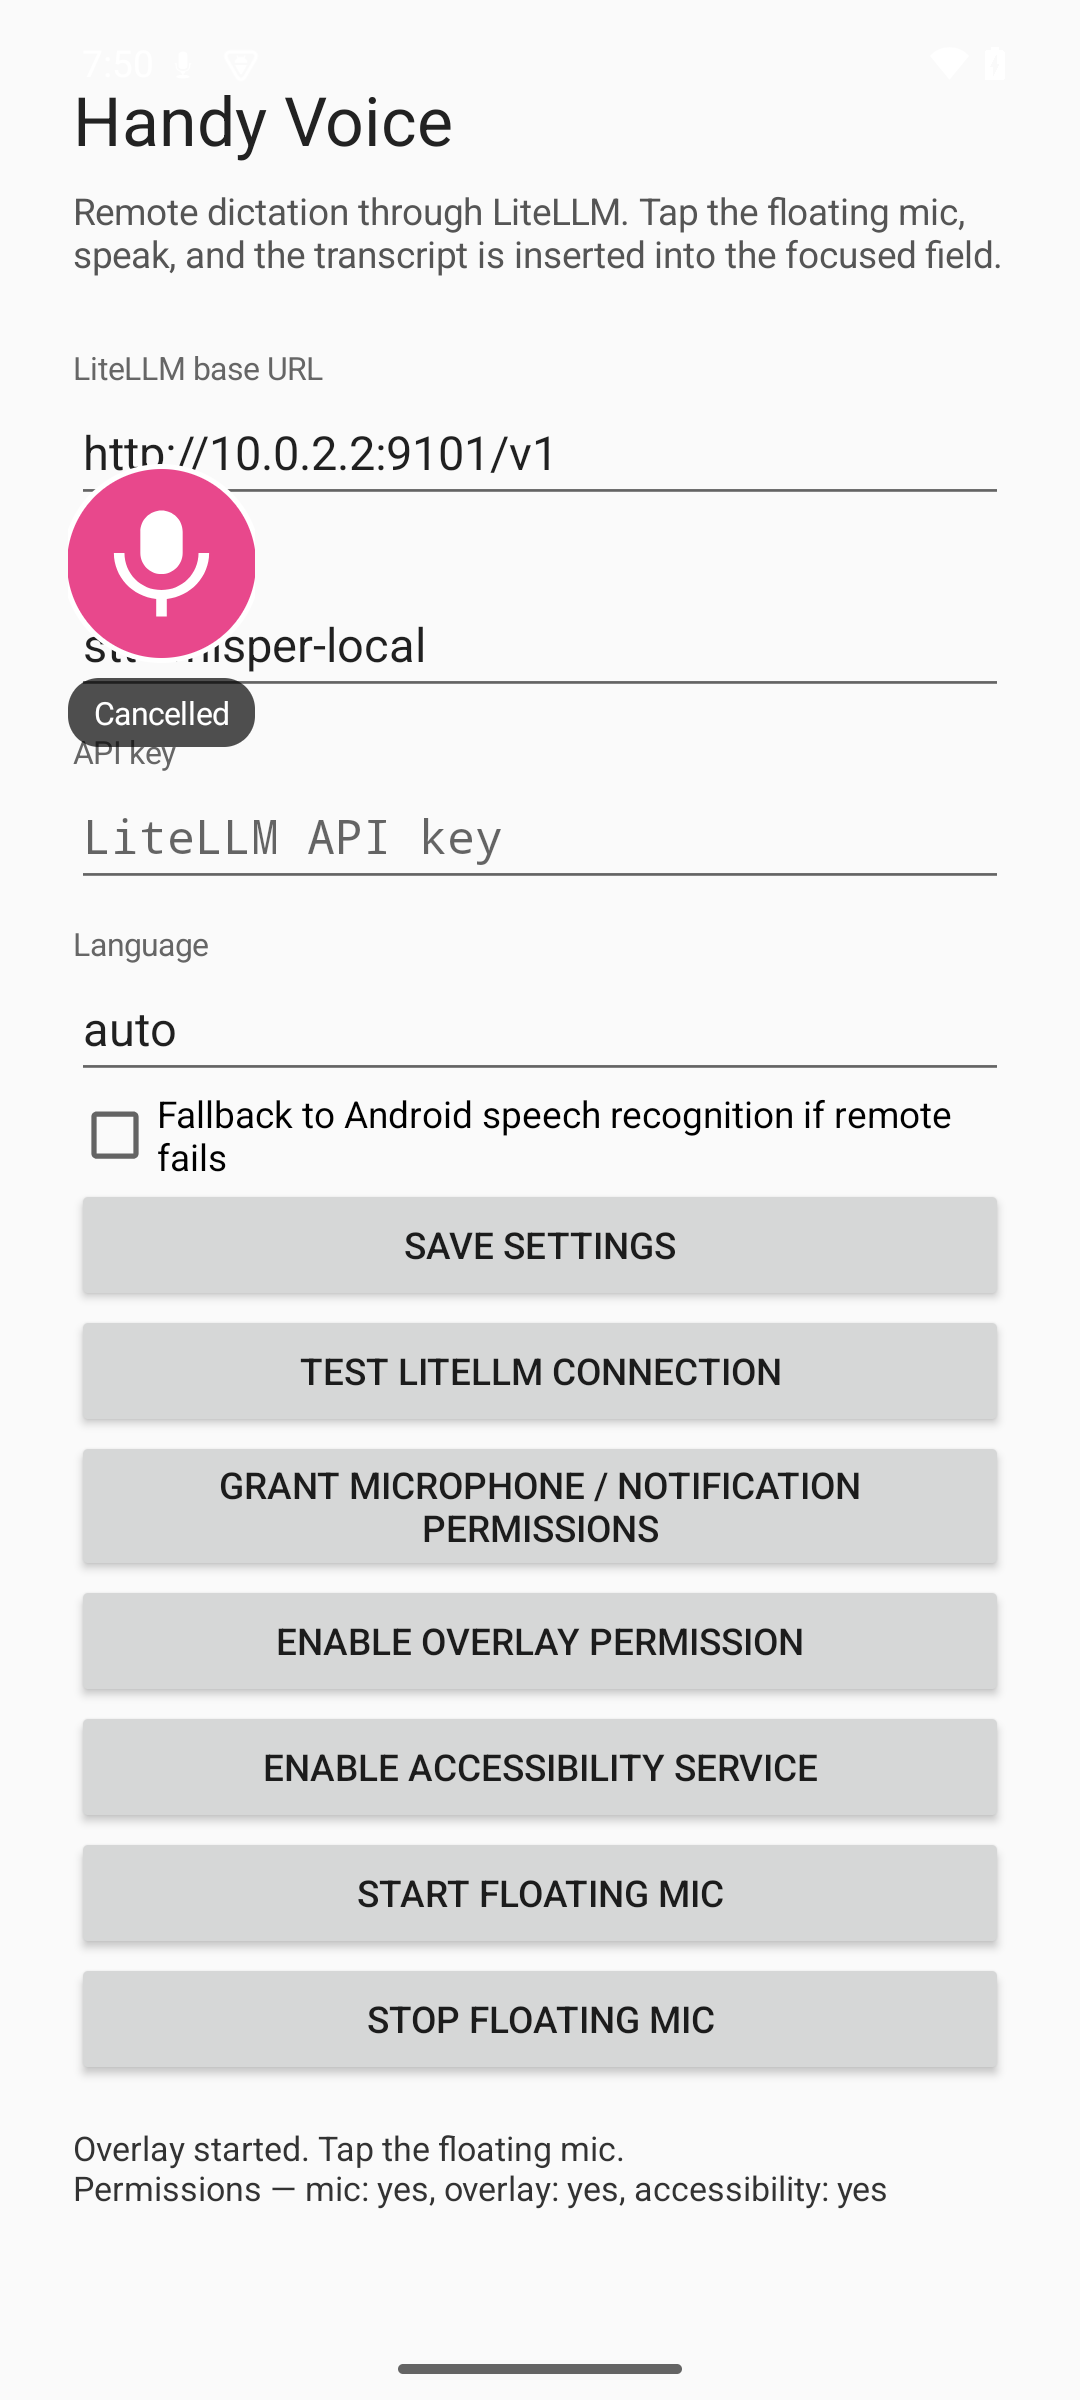 7:50
Handy Voice
Remote dictation through LiteLLM. Tap the floating mic,
speak, and the transcript is inserted into the focused field.
LiteLLM base URL
http://10.0.2.2:9101/v1
Cancelled
API key
LiteLLM API key
Language
auto
Fallback to Android speech recognition if remote
fails
SAVE SETTINGS
TEST LITELLM CONNECTION
GRANT MICROPHONE / NOTIFICATION
PERMISSIONS
ENABLE OVERLAY PERMISSION
ENABLE ACCESSIBILITY SERVICE
START FLOATING MIC
STOP FLOATING MIC
Overlay started. Tap the floating mic.
Permissions — mic: yes, overlay: yes, accessibility: yes